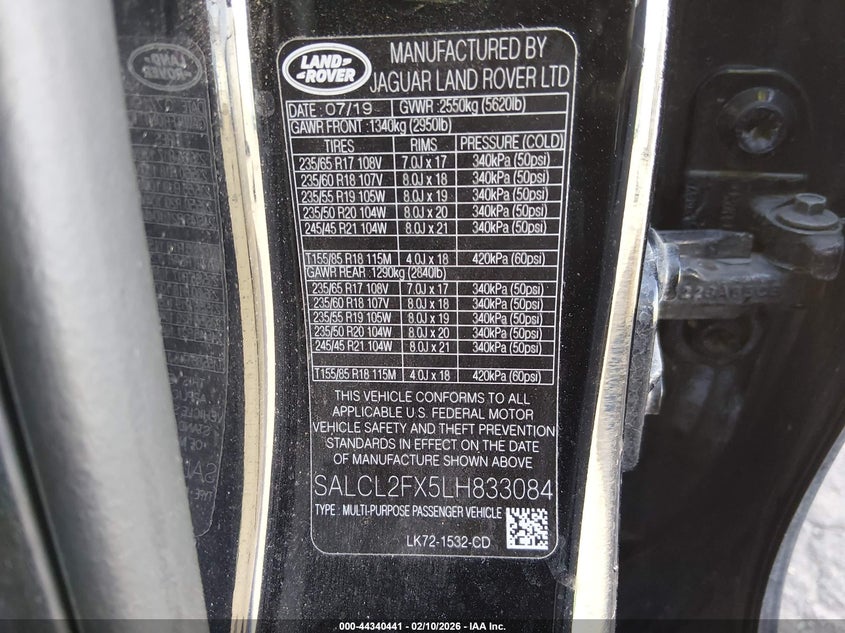 LAND ROVER
MANUFACTURED BY
JAGUAR LAND ROVER LTD
DATE : 07/19 GVWR :2550kg (5620lb)
GAWR FRONT : 1340kg (2950lb)
TIRES RIMS PRESSURE (COLD)
235/65 R17 108V 7.0J x 17 340kPa (50psi)
235/60 R18 107V 8.0J x 18 340kPa (50psi)
235/55 R19 105W 8.0J x 19 340kPa (50psi)
235/50 R20 104W 8.0J x 20 340kPa (50psi)
245/45 R21 104W 8.0J x 21 340kPa (50psi)
T155/85 R18 115M 4.0J x 18 420kPa (60psi)
GAWR REAR : 1290kg (2840lb)
235/65 R17 108V 7.0J x 17 340kPa (50psi)
235/60 R18 107V 8.0J x 18 340kPa (50psi)
235/55 R19 105W 8.0J x 19 340kPa (50psi)
235/50 R20 104W 8.0J x 20 340kPa (50psi)
245/45 R21 104W 8.0J x 21 340kPa (50psi)
T155/85 R18 115M 4.0J x 18 420kPa (60psi)
THIS VEHICLE CONFORMS TO ALL
APPLICABLE U.S. FEDERAL MOTOR
VEHICLE SAFETY AND THEFT PREVENTION
STANDARDS IN EFFECT ON THE DATE
OF MANUFACTURE SHOWN ABOVE
SALCL2FX5LH833084
TYPE : MULTI-PURPOSE PASSENGER VEHICLE
LK72-1532-CD
000-44340441 - 02/10/2026 - IAA Inc.